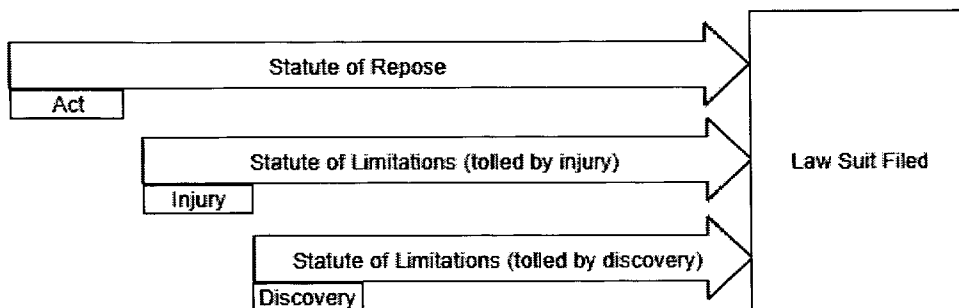 Statute of Repose
Act
Statute of Limitations (tolled by injury)
Law Suit Filed
Injury
Statute of Limitations (tolled by discovery)
Discovery